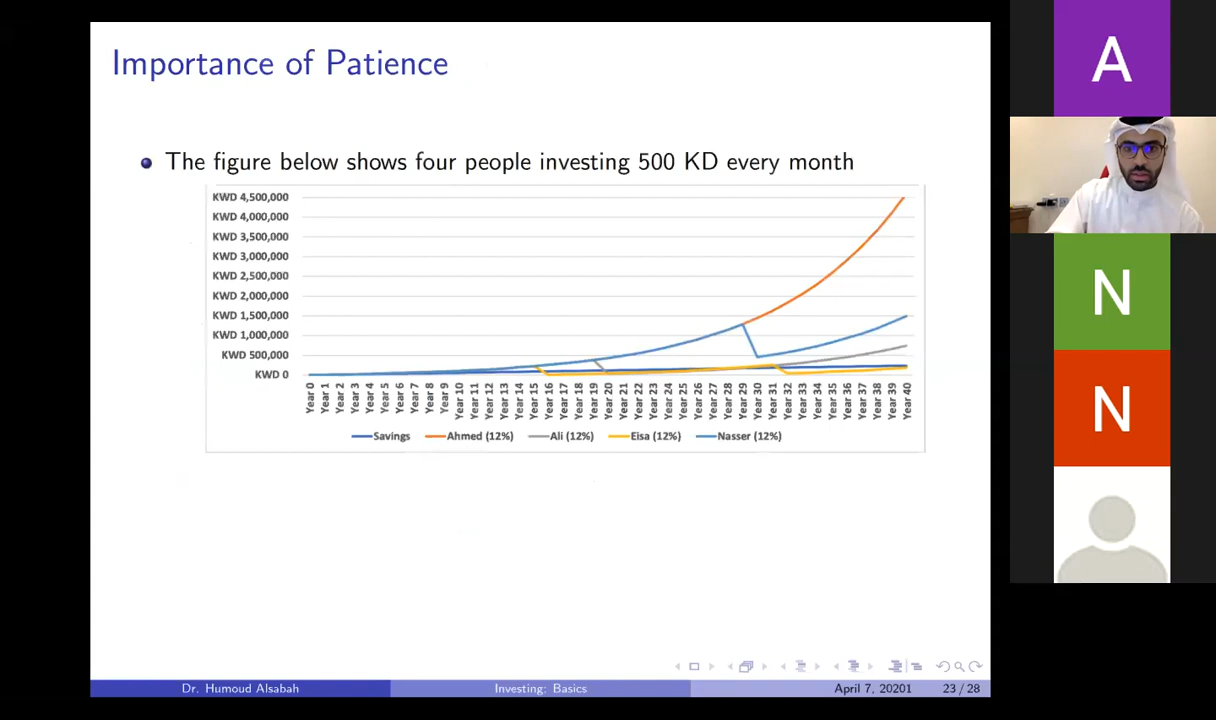 Importance of Patience
The figure below shows four people investing 500 KD every month
KWD 4,500,000
KWD 4,000,000
KWD 3,500,000
KWD 3,000,000
KWD 2,500,000
KWD 2,000,000
KWD 1,500,000
KWD 1,000,000
KWD 500,000
KWD 0
Year 0
Year 1
Year 2
Year 3
Year 4
Year 5
Year 6
Year 7
Year 8
Year 9
Year 10
Year 11
Year 12
Year 13
Year 14
Year 15
Year 16
Year 17
Year 18
Year 19
Year 20
Year 21
Year 22
Year 23
Year 24
Year 25
Year 26
Year 27
Year 28
Year 29
Year 30
Year 31
Year 32
Year 33
Year 34
Year 35
Year 36
Year 37
Year 38
Year 39
Year 40
Savings Ahmed (12%) Ali (12%) Eisa (12%) Nasser (12%)
Dr. Humoud Alsabah Investing: Basics April 7, 20201 23 / 28
A
N
N